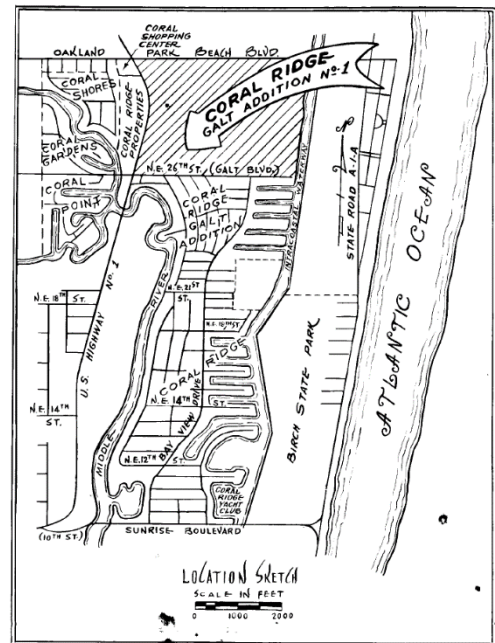 CORAL
SHOPPING
CENTER
OAKLAND PARK BEACH BLVD.
CORAL RIDGE
GALT ADDITION Nº-1
CORAL
SHORES
CORAL RIDGE
PROPERTIES
CORAL
GARDENS
N.E. 26TH ST. (GALT BLVD.)
CORAL
POINT
CORAL
RIDGE
GALT
ADDITION
INTRACOASTAL WATERWAY
STATE ROAD A.I.A
ATLANTIC OCEAN
N.E. 18TH
ST.
U.S. HIGHWAY Nº 1
MIDDLE RIVER
N.E. 21ST
ST.
N.E. 18TH ST
CORAL RIDGE
N.E. 14TH
ST.
N.E. 14TH ST
BAY VIEW DRIVE
BIRCH STATE PARK
N.E. 12TH ST.
CORAL
RIDGE
YACHT
CLUB
(10TH ST.)
SUNRISE BOULEVARD
LOCATION SKETCH
SCALE IN FEET
0 1000 2000